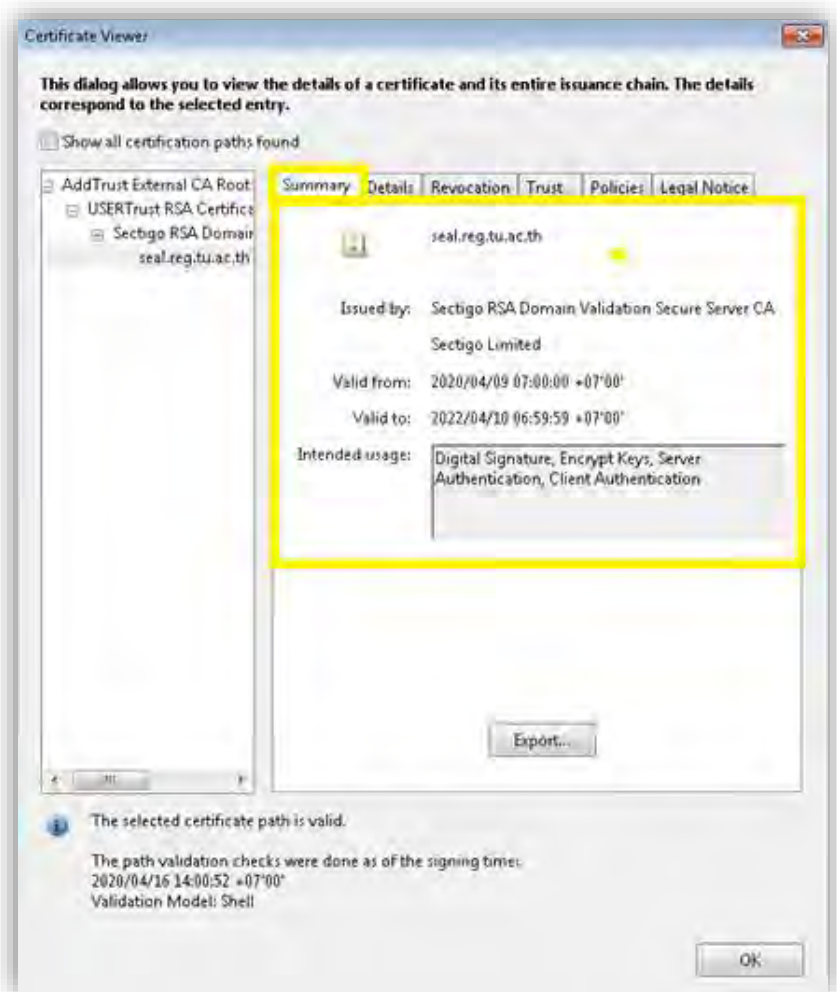 Certificate Viewer
This dialog allows you to view the details of a certificate and its entire issuance chain. The details
correspond to the selected entry.
Show all certification paths found
AddTrust External CA Root
USERTrust RSA Certifica
Sectigo RSA Domain
seal.reg.tu.ac.th
Summary Details Revocation Trust Policies Legal Notice
seal.reg.tu.ac.th
Issued by: Sectigo RSA Domain Validation Secure Server CA
Sectigo Limited
Valid from: 2020/04/09 07:00:00 +07'00'
Valid to: 2022/04/10 06:59:59 +07'00'
Intended usage: Digital Signature, Encrypt Keys, Server
Authentication, Client Authentication
Export...
The selected certificate path is valid.
The path validation checks were done as of the signing time:
2020/04/16 14:00:52 +07'00'
Validation Model: Shell
OK